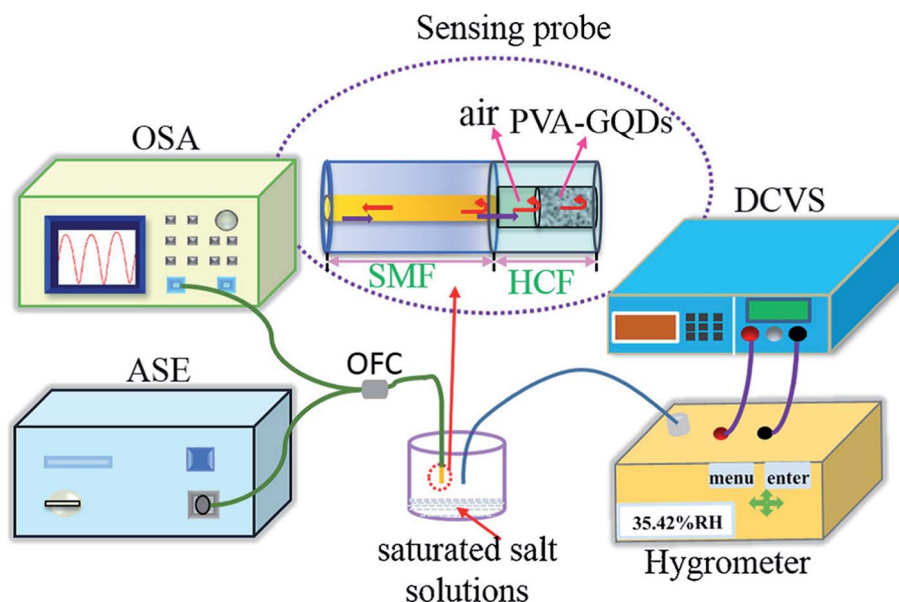 Sensing probe
air
PVA-GQDs
OSA
DCVS
SMF
HCF
OFC
ASE
menu
enter
35.42%RH
saturated salt
solutions
Hygrometer